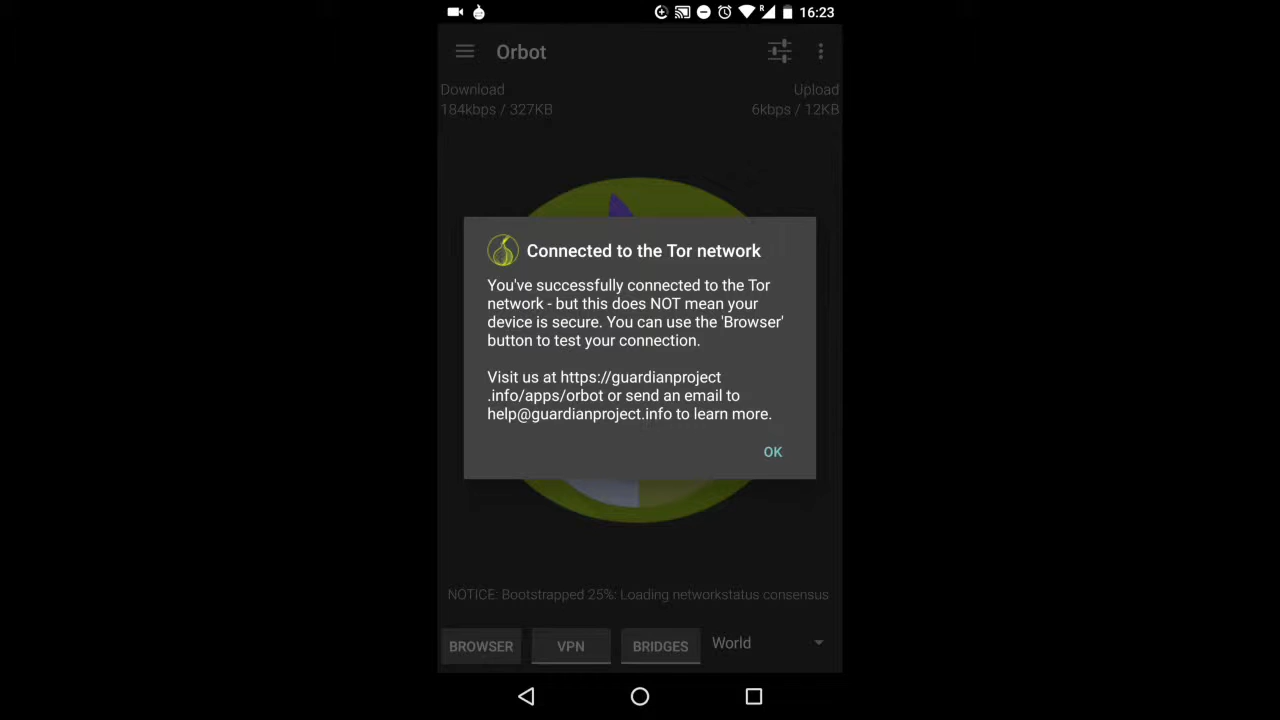 16:23
Orbot
Download
Upload
184kbps / 327KB
6kbps / 12KB
Connected to the Tor network
You've successfully connected to the Tor
network - but this does NOT mean your
device is secure. You can use the 'Browser'
button to test your connection.
Visit us at https://guardianproject
.info/apps/orbot or send an email to
help@guardianproject.info to learn more.
OK
NOTICE: Bootstrapped 25%: Loading networkstatus consensus
BROWSER
VPN
BRIDGES
World